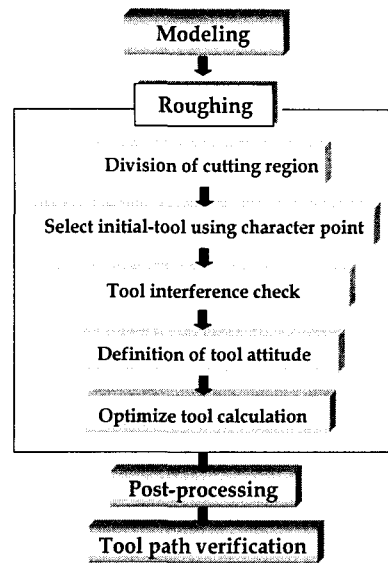 Modeling
Roughing
Division of cutting region
Select initial-tool using character point
Tool interference check
Definition of tool attitude
Optimize tool calculation
Post-processing
Tool path verification